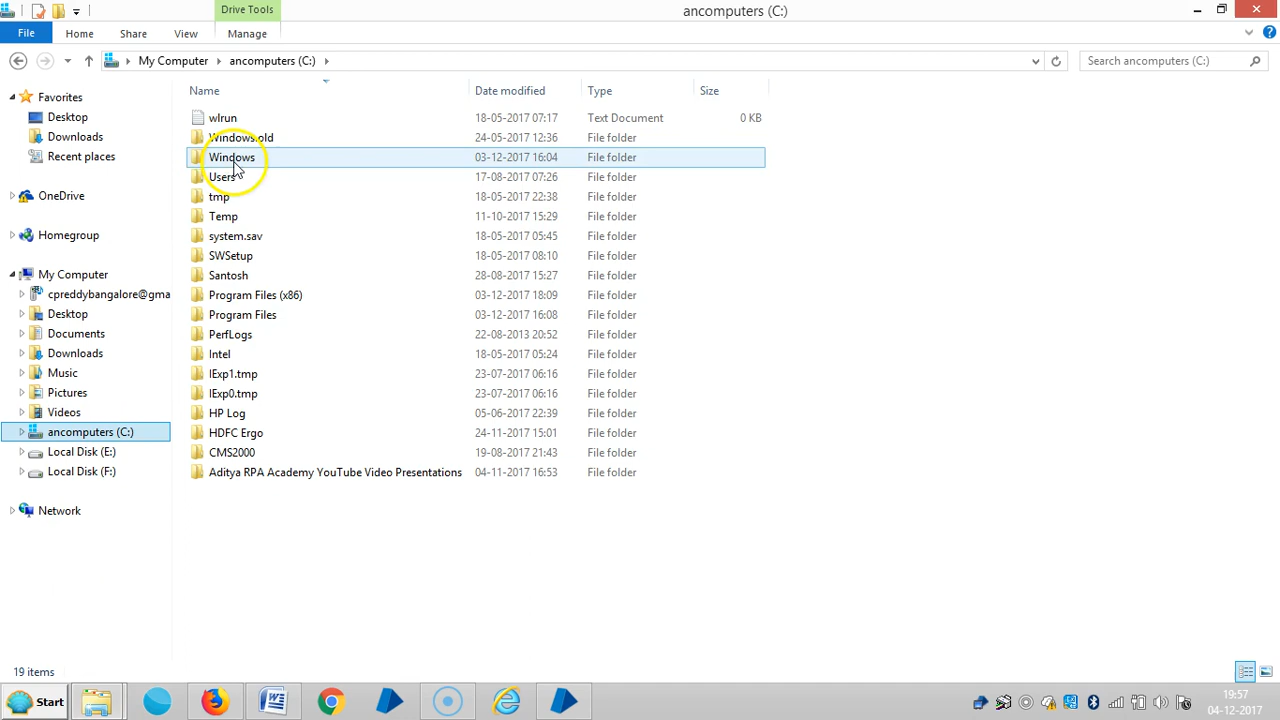 Drive Tools
ancomputers (C:)
File
Home
Share
View
Manage
My Computer
ancomputers (C:)
Search ancomputers (C:)
Name
Date modified
Type
Size
wlrun 18-05-2017 07:17 Text Document 0 KB
Windows.old 24-05-2017 12:36 File folder
Windows 03-12-2017 16:04 File folder
Users 17-08-2017 07:26 File folder
tmp 18-05-2017 22:38 File folder
Temp 11-10-2017 15:29 File folder
system.sav 18-05-2017 05:45 File folder
SWSetup 18-05-2017 08:10 File folder
Santosh 28-08-2017 15:27 File folder
Program Files (x86) 03-12-2017 18:09 File folder
Program Files 03-12-2017 16:08 File folder
PerfLogs 22-08-2013 20:52 File folder
Intel 18-05-2017 05:24 File folder
IExp1.tmp 23-07-2017 06:16 File folder
IExp0.tmp 23-07-2017 06:16 File folder
HP Log 05-06-2017 22:39 File folder
HDFC Ergo 24-11-2017 15:01 File folder
CMS2000 19-08-2017 21:43 File folder
Aditya RPA Academy YouTube Video Presentations 04-11-2017 16:53 File folder
Favorites
Desktop
Downloads
Recent places
OneDrive
Homegroup
My Computer
cpreddybangalore@gma
Desktop
Documents
Downloads
Music
Pictures
Videos
ancomputers (C:)
Local Disk (E:)
Local Disk (F:)
Network
19 items
Start
19:57
04-12-2017